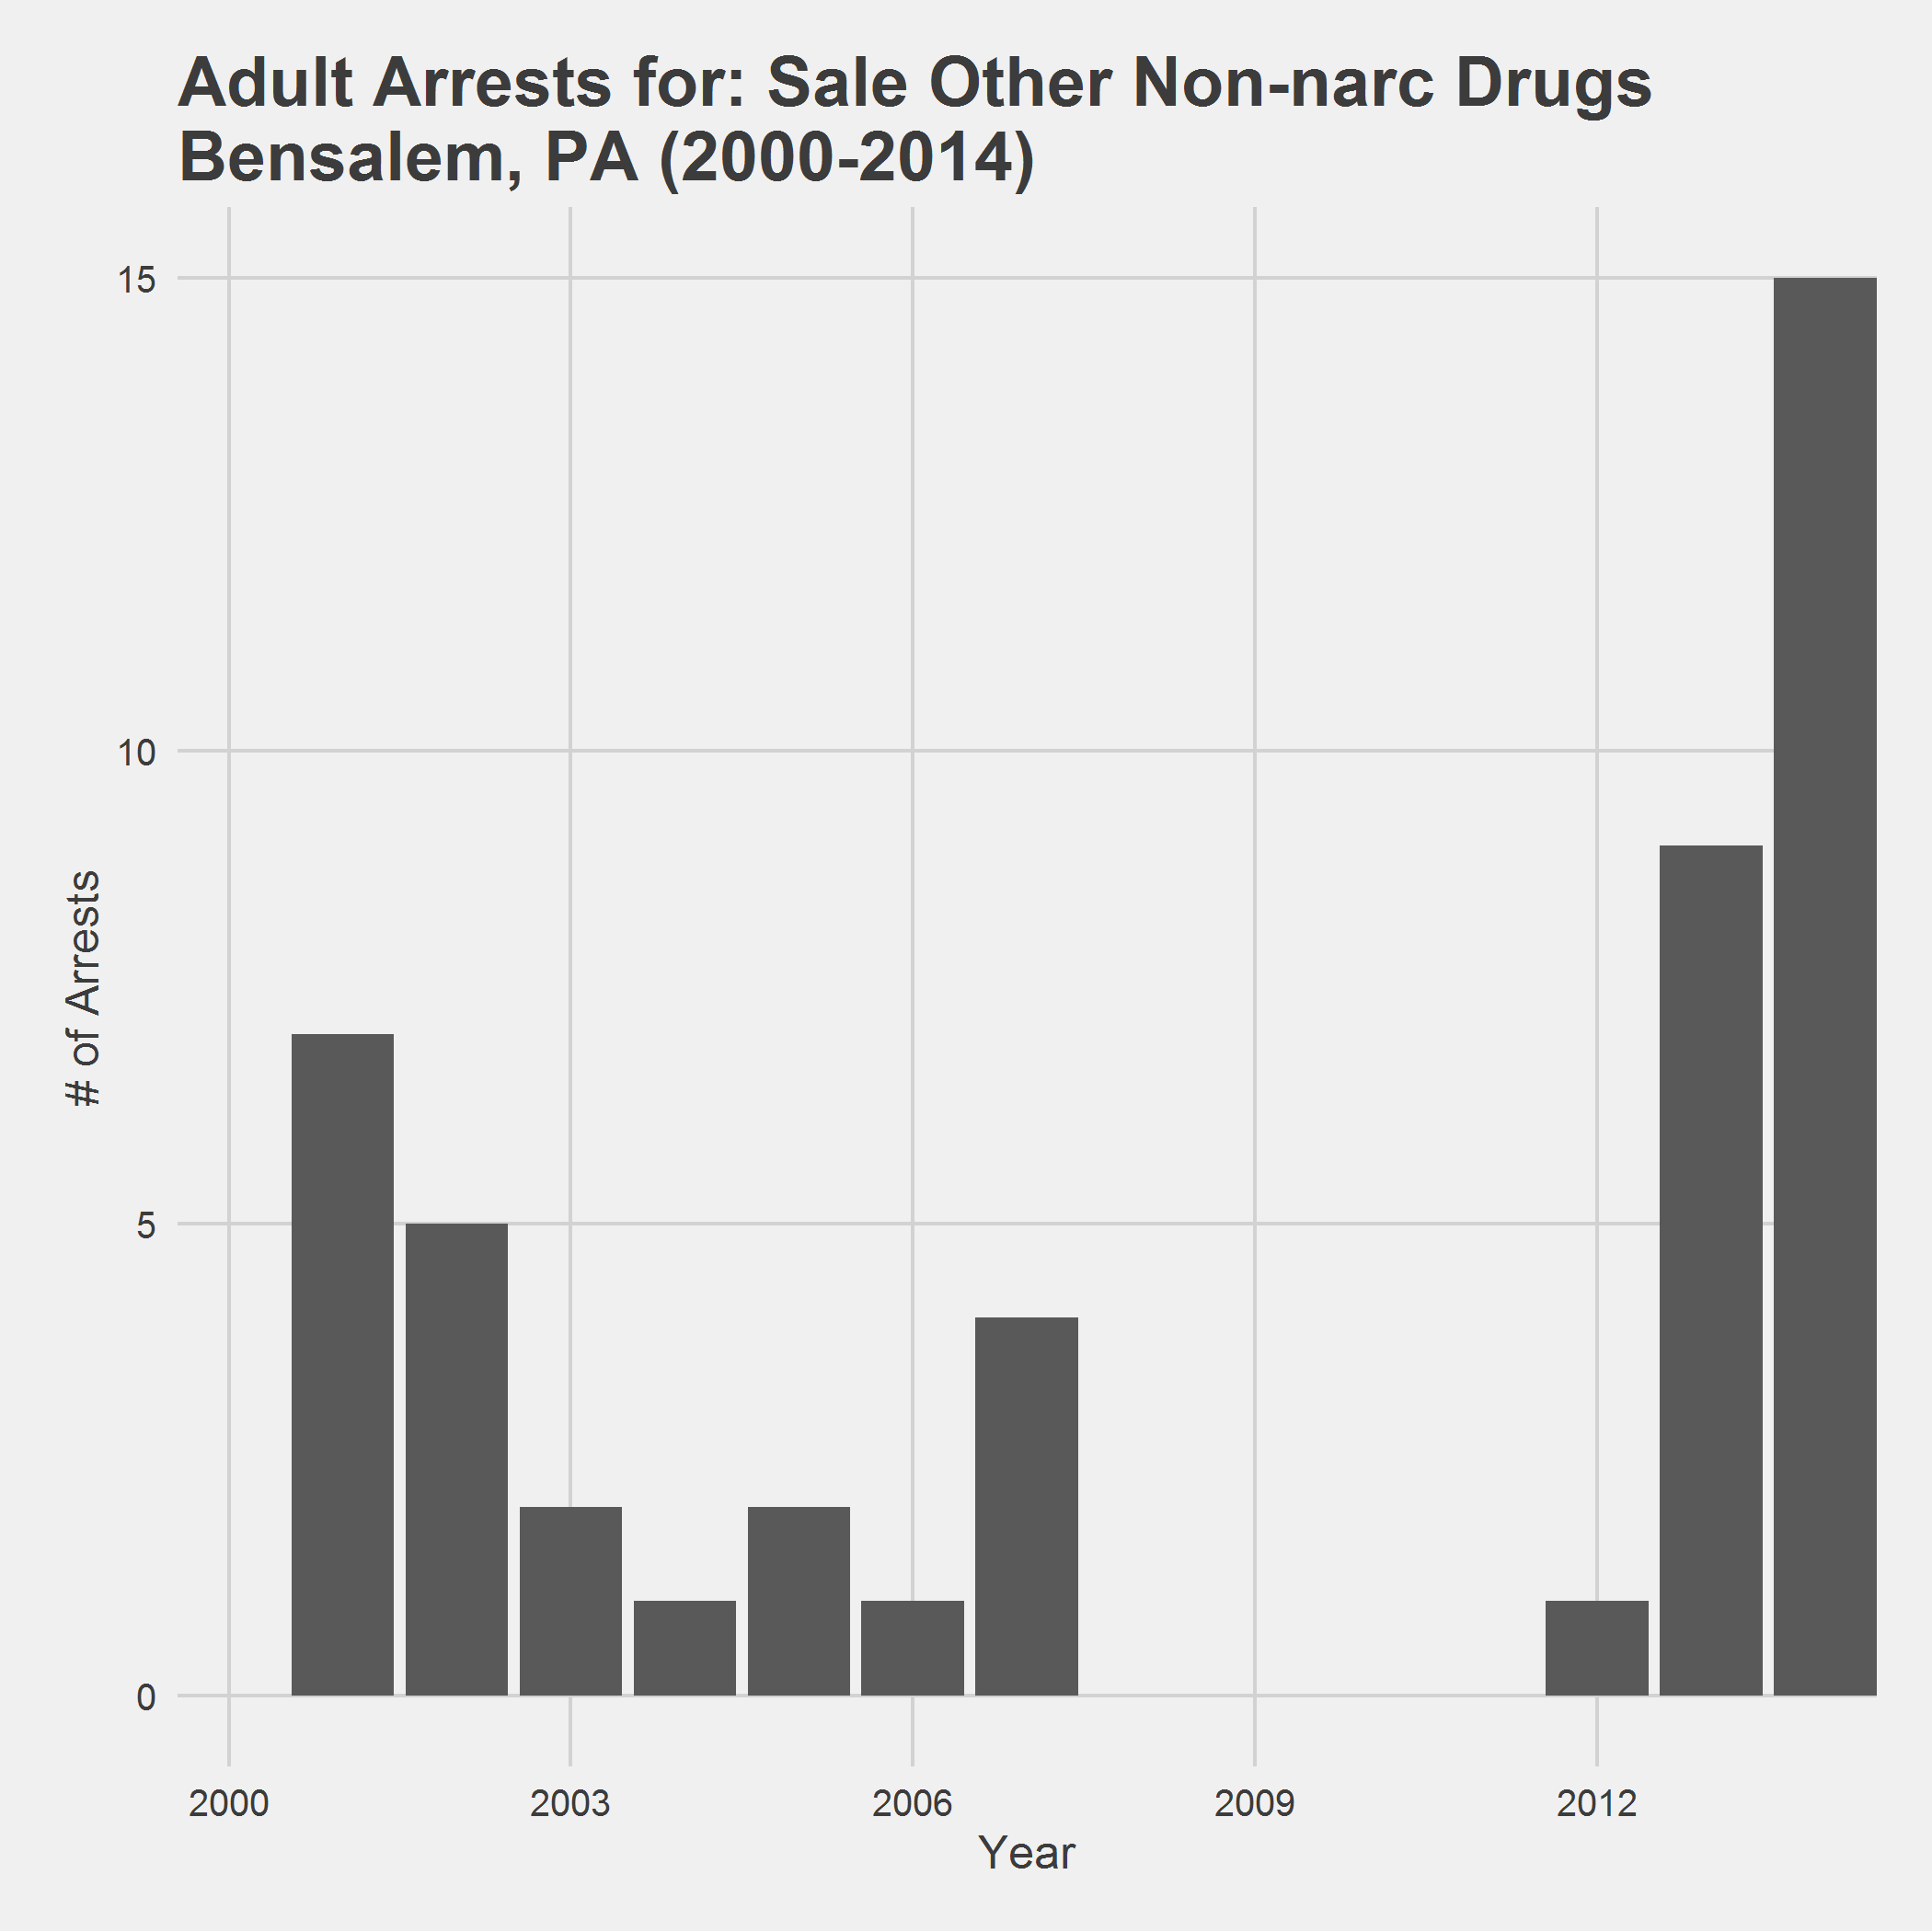 Adult Arrests for: Sale Other Non-narc Drugs
Bensalem, PA (2000-2014)
15
10
5
0
# of Arrests
2000 2003 2006 2009 2012
Year